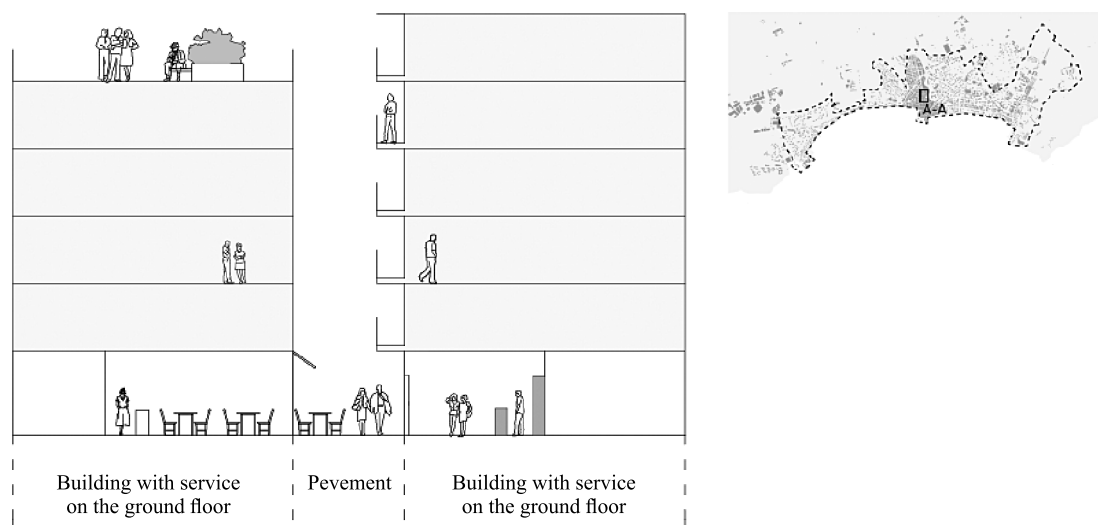 A-A
Building with service
on the ground floor
Pevement
Building with service
on the ground floor